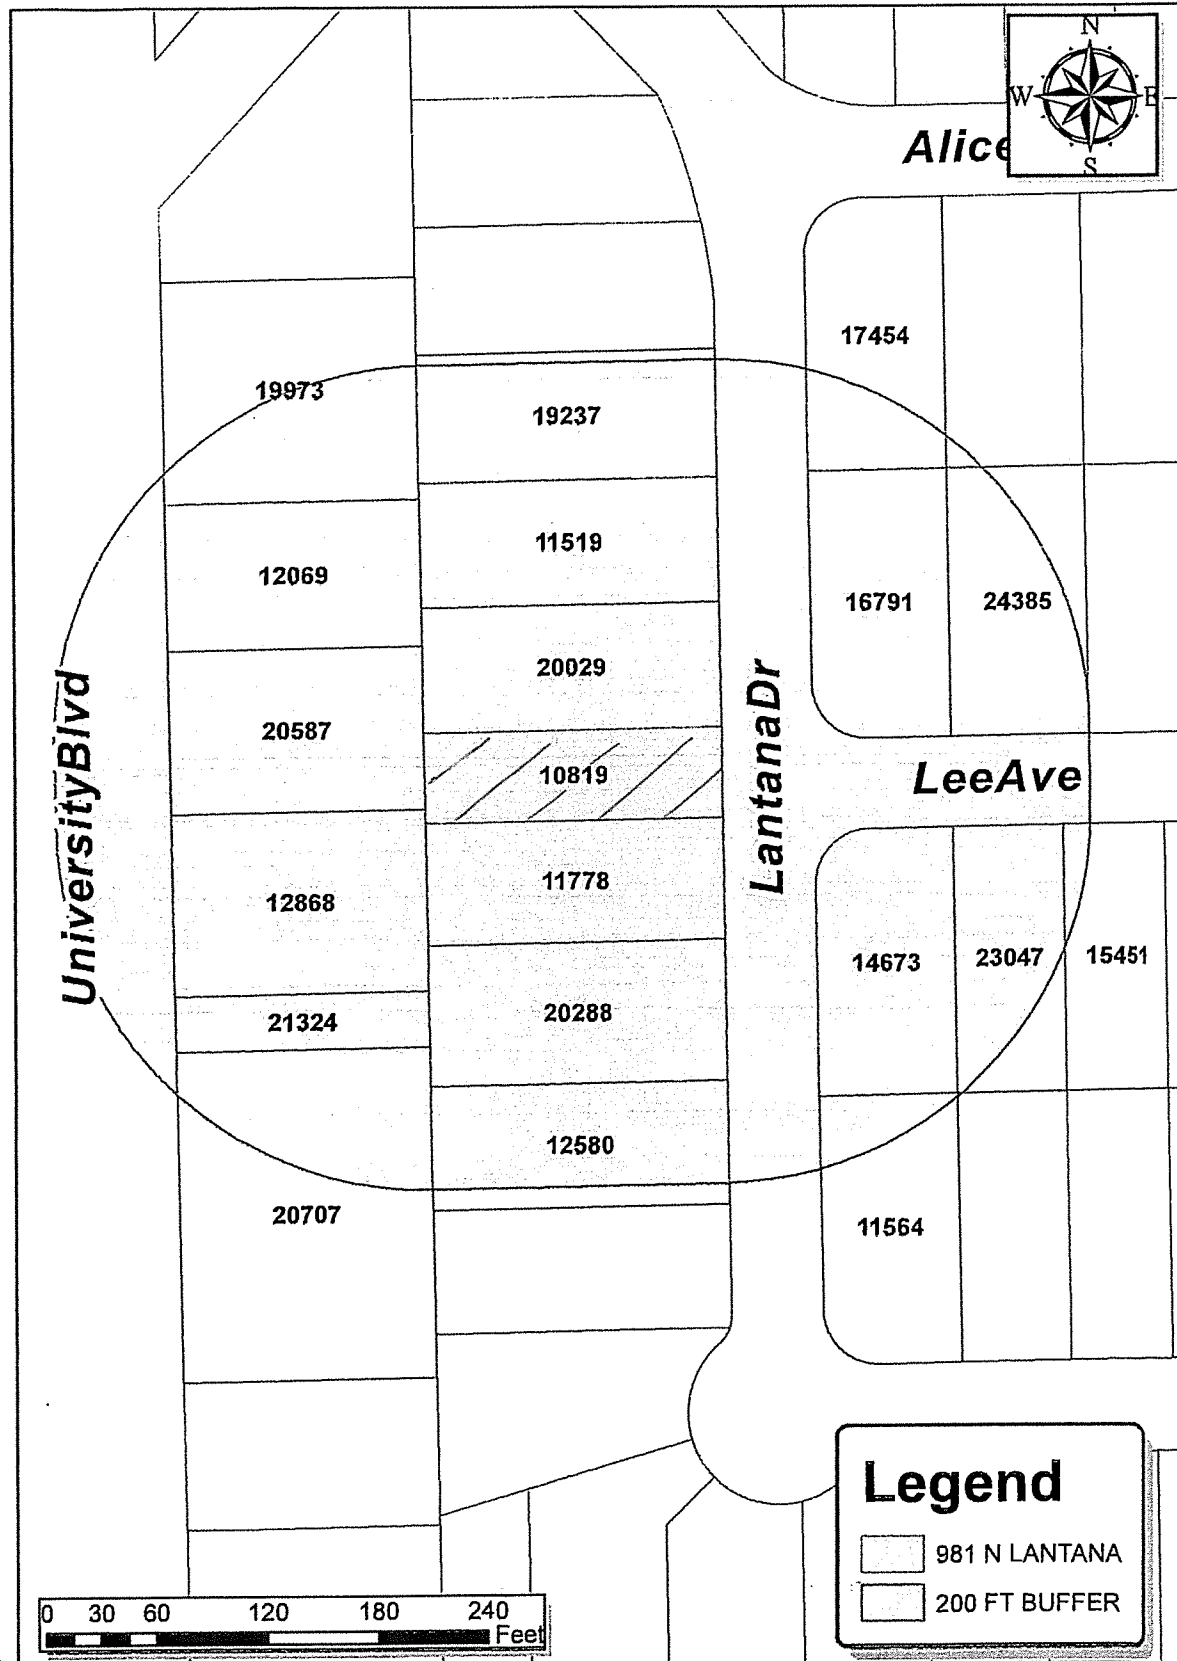 N
W E
S
Alice
17454
19973
19237
11519
12069
16791
24385
20029
20587
10819
LeeAve
UniversityBlvd
LantanaDr
11778
12868
14673
23047
15451
20288
21324
12580
20707
11564
Legend
981 N LANTANA
200 FT BUFFER
0 30 60 120 180 240
Feet